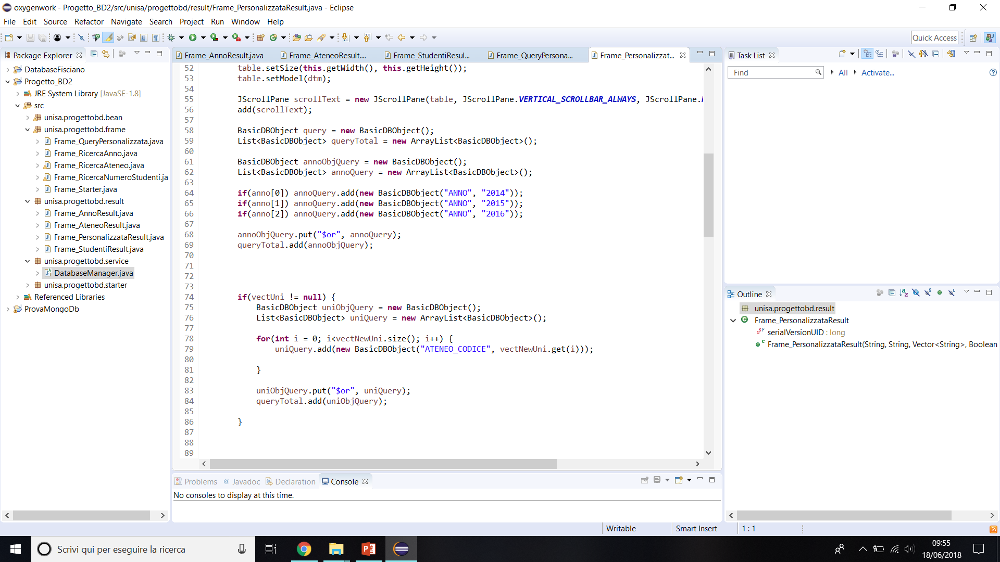 oxygenwork - Progetto_BD2/src/unisa/progettobd/result/Frame_PersonalizzataResult.java - Eclipse
File Edit Source Refactor Navigate Search Project Run Window Help
Quick Access
Package Explorer
DatabaseFisciano
Progetto_BD2
JRE System Library [JavaSE-1.8]
src
unisa.progettobd.bean
unisa.progettobd.frame
Frame_QueryPersonalizzata.java
Frame_RicercaAnno.java
Frame_RicercaAteneo.java
Frame_RicercaNumeroStudenti.ja
Frame_Starter.java
unisa.progettobd.result
Frame_AnnoResult.java
Frame_AteneoResult.java
Frame_PersonalizzataResult.java
Frame_StudentiResult.java
unisa.progettobd.service
DatabaseManager.java
unisa.progettobd.starter
Referenced Libraries
ProvaMongoDb
Frame_AnnoResult.java Frame_AteneoResult.... Frame_StudentiResul... Frame_QueryPersona... Frame_Personalizzat...
52 table.setSize(this.getWidth(), this.getHeight());
53 table.setModel(dtm);
54
55 JScrollPane scrollText = new JScrollPane(table, JScrollPane.VERTICAL_SCROLLBAR_ALWAYS, JScrollPane.
56 add(scrollText);
57
58 BasicDBObject query = new BasicDBObject();
59 List<BasicDBObject> queryTotal = new ArrayList<BasicDBObject>();
60
61 BasicDBObject annoObjQuery = new BasicDBObject();
62 List<BasicDBObject> annoQuery = new ArrayList<BasicDBObject>();
63
64 if(anno[0]) annoQuery.add(new BasicDBObject("ANNO", "2014"));
65 if(anno[1]) annoQuery.add(new BasicDBObject("ANNO", "2015"));
66 if(anno[2]) annoQuery.add(new BasicDBObject("ANNO", "2016"));
67
68 annoObjQuery.put("$or", annoQuery);
69 queryTotal.add(annoObjQuery);
70
71
72
73
74 if(vectUni != null) {
75 BasicDBObject uniObjQuery = new BasicDBObject();
76 List<BasicDBObject> uniQuery = new ArrayList<BasicDBObject>();
77
78 for(int i = 0; i<vectNewUni.size(); i++) {
79 uniQuery.add(new BasicDBObject("ATENEO_CODICE", vectNewUni.get(i)));
80
81 }
82
83 uniObjQuery.put("$or", uniQuery);
84 queryTotal.add(uniObjQuery);
85
86 }
87
88
89
Problems @ Javadoc Declaration Console
No consoles to display at this time.
Task List
Find All Activate...
Outline
unisa.progettobd.result
Frame_PersonalizzataResult
serialVersionUID : long
Frame_PersonalizzataResult(String, String, Vector<String>, Boolean
Writable Smart Insert 1 : 1
Scrivi qui per eseguire la ricerca
09:55
18/06/2018